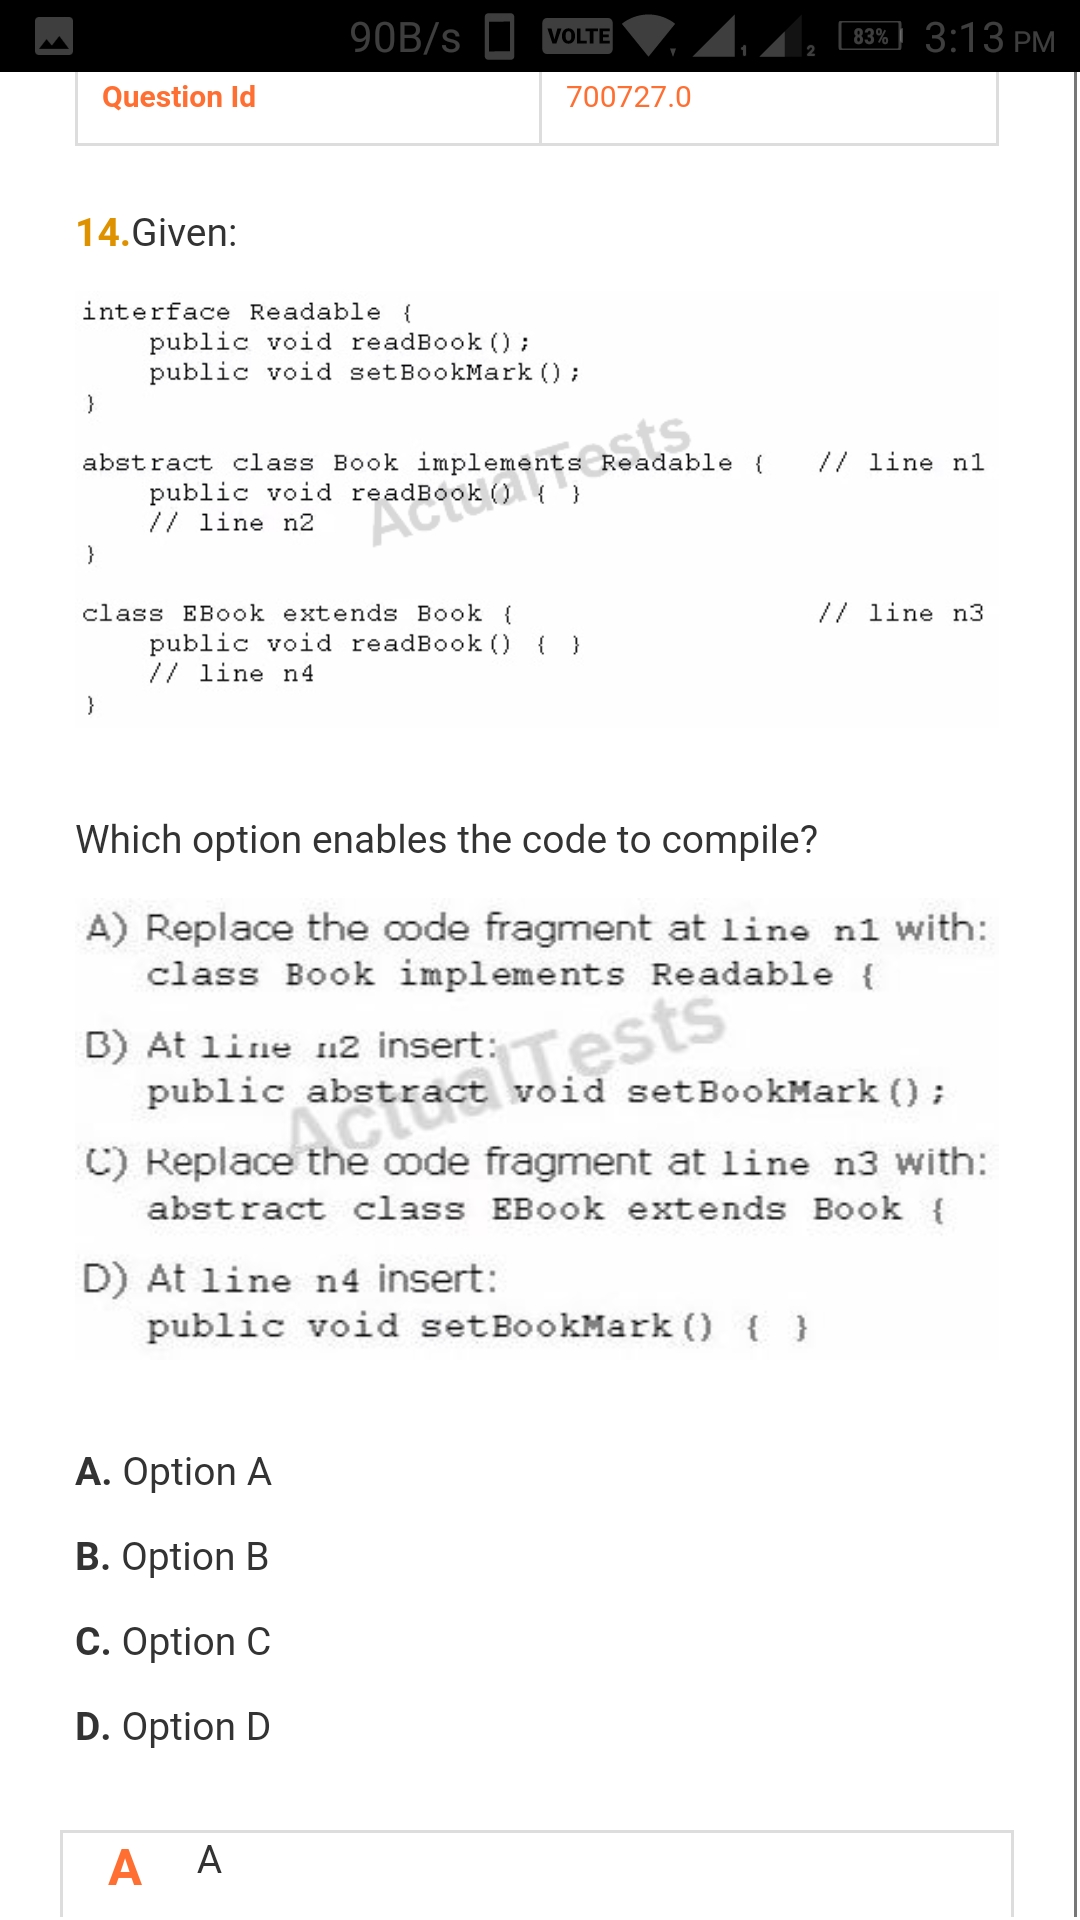 90B/s VOLTE 1 2 83% 3:13 PM
Question Id 700727.0
14.Given:
interface Readable {
public void readBook();
public void setBookMark();
}
abstract class Book implements Readable { // line n1
public void readBook() { }
// line n2
}
class EBook extends Book { // line n3
public void readBook() { }
// line n4
}
ActualTests
Which option enables the code to compile?
A) Replace the code fragment at line n1 with:
class Book implements Readable {
B) At line n2 insert:
public abstract void setBookMark();
C) Replace the code fragment at line n3 with:
abstract class EBook extends Book {
D) At line n4 insert:
public void setBookMark() { }
ActualTests
A. Option A
B. Option B
C. Option C
D. Option D
A A